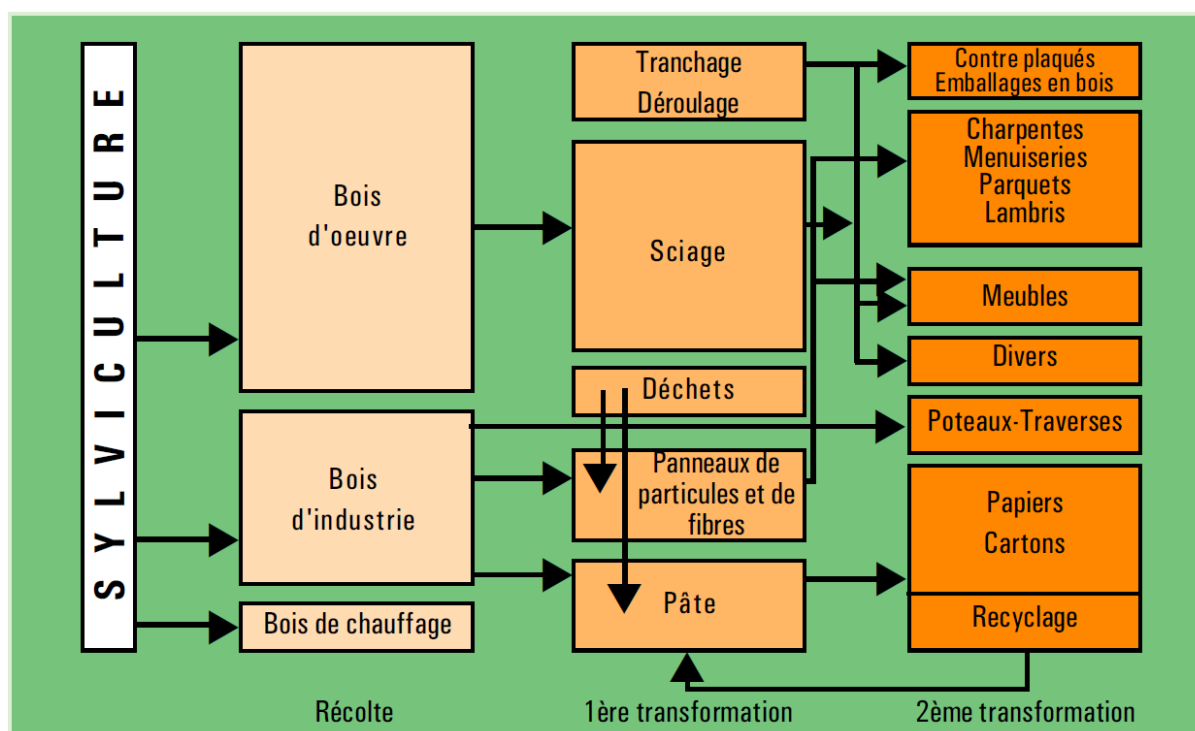 SYLVICULTURE
Bois
d'oeuvre
Bois
d'industrie
Bois de chauffage
Récolte
Tranchage
Déroulage
Sciage
Déchets
Panneaux de
particules et de
fibres
Pâte
1ère transformation
Contre plaqués
Emballages en bois
Charpentes
Menuiseries
Parquets
Lambris
Meubles
Divers
Poteaux-Traverses
Papiers
Cartons
Recyclage
2ème transformation